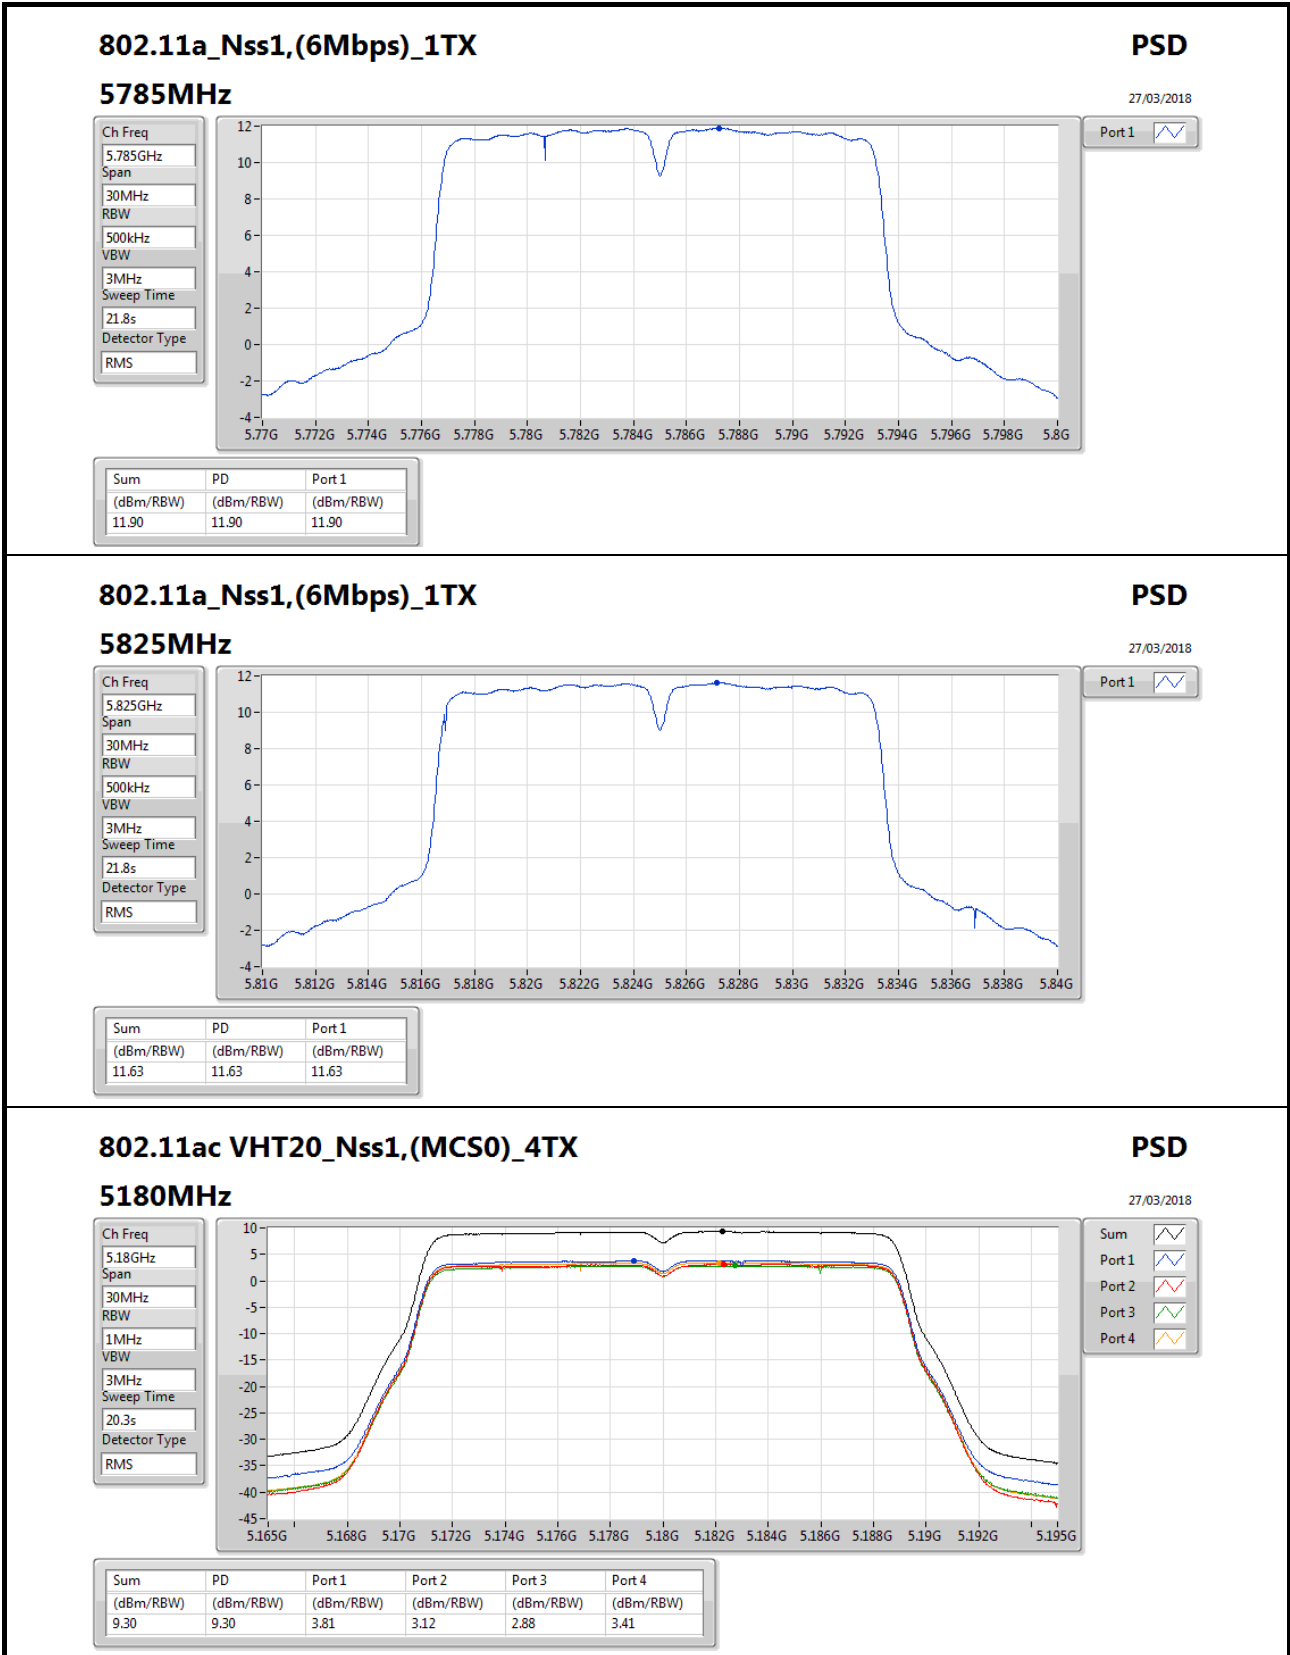 802.11a_Nss1,(6Mbps)_1TX PSD
5785MHz 27/03/2018
Ch Freq
5.785GHz
Span
30MHz
RBW
500kHz
VBW
3MHz
Sweep Time
21.8s
Detector Type
RMS
12
10
8
6
4
2
0
-2
-4
5.77G 5.772G 5.774G 5.776G 5.778G 5.78G 5.782G 5.784G 5.786G 5.788G 5.79G 5.792G 5.794G 5.796G 5.798G 5.8G
Port 1
Sum PD Port 1
(dBm/RBW) (dBm/RBW) (dBm/RBW)
11.90 11.90 11.90
802.11a_Nss1,(6Mbps)_1TX PSD
5825MHz 27/03/2018
Ch Freq
5.825GHz
Span
30MHz
RBW
500kHz
VBW
3MHz
Sweep Time
21.8s
Detector Type
RMS
12
10
8
6
4
2
0
-2
-4
5.81G 5.812G 5.814G 5.816G 5.818G 5.82G 5.822G 5.824G 5.826G 5.828G 5.83G 5.832G 5.834G 5.836G 5.838G 5.84G
Port 1
Sum PD Port 1
(dBm/RBW) (dBm/RBW) (dBm/RBW)
11.63 11.63 11.63
802.11ac VHT20_Nss1,(MCS0)_4TX PSD
5180MHz 27/03/2018
Ch Freq
5.18GHz
Span
30MHz
RBW
1MHz
VBW
3MHz
Sweep Time
20.3s
Detector Type
RMS
10
5
0
-5
-10
-15
-20
-25
-30
-35
-40
-45
5.165G 5.168G 5.17G 5.172G 5.174G 5.176G 5.178G 5.18G 5.182G 5.184G 5.186G 5.188G 5.19G 5.192G 5.195G
Sum
Port 1
Port 2
Port 3
Port 4
Sum PD Port 1 Port 2 Port 3 Port 4
(dBm/RBW) (dBm/RBW) (dBm/RBW) (dBm/RBW) (dBm/RBW) (dBm/RBW)
9.30 9.30 3.81 3.12 2.88 3.41